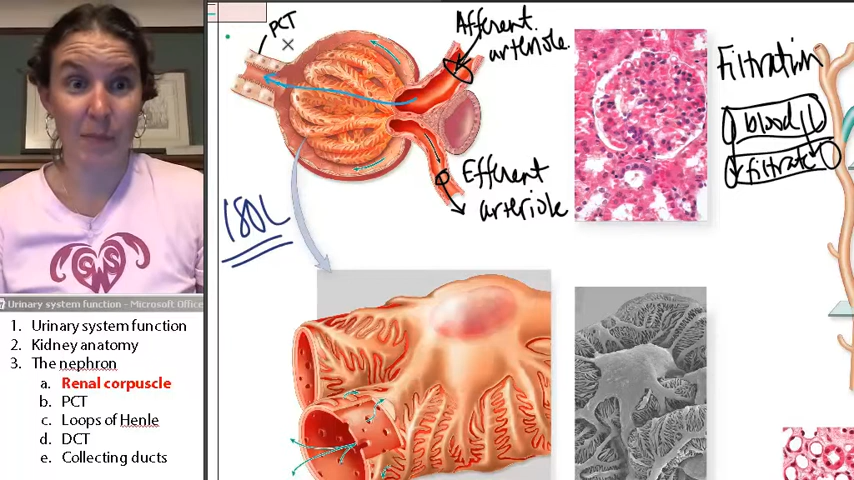 PCT
Afferent
arteriole.
Filtration
blood
filtrate
Efferent
arteriole
180L
GWS
Urinary system function - Microsoft Office
1. Urinary system function
2. Kidney anatomy
3. The nephron
a. Renal corpuscle
b. PCT
c. Loops of Henle
d. DCT
e. Collecting ducts